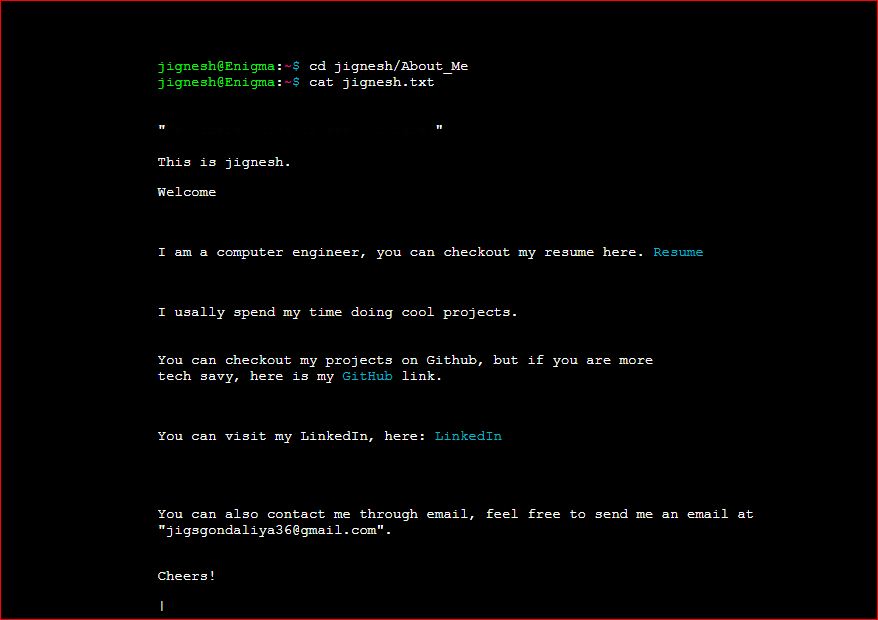 jignesh@Enigma:~$ cd jignesh/About_Me
jignesh@Enigma:~$ cat jignesh.txt
" "
This is jignesh.
Welcome
I am a computer engineer, you can checkout my resume here. Resume
I usally spend my time doing cool projects.
You can checkout my projects on Github, but if you are more
tech savy, here is my GitHub link.
You can visit my LinkedIn, here: LinkedIn
You can also contact me through email, feel free to send me an email at
"jigsgondaliya36@gmail.com".
Cheers!
|